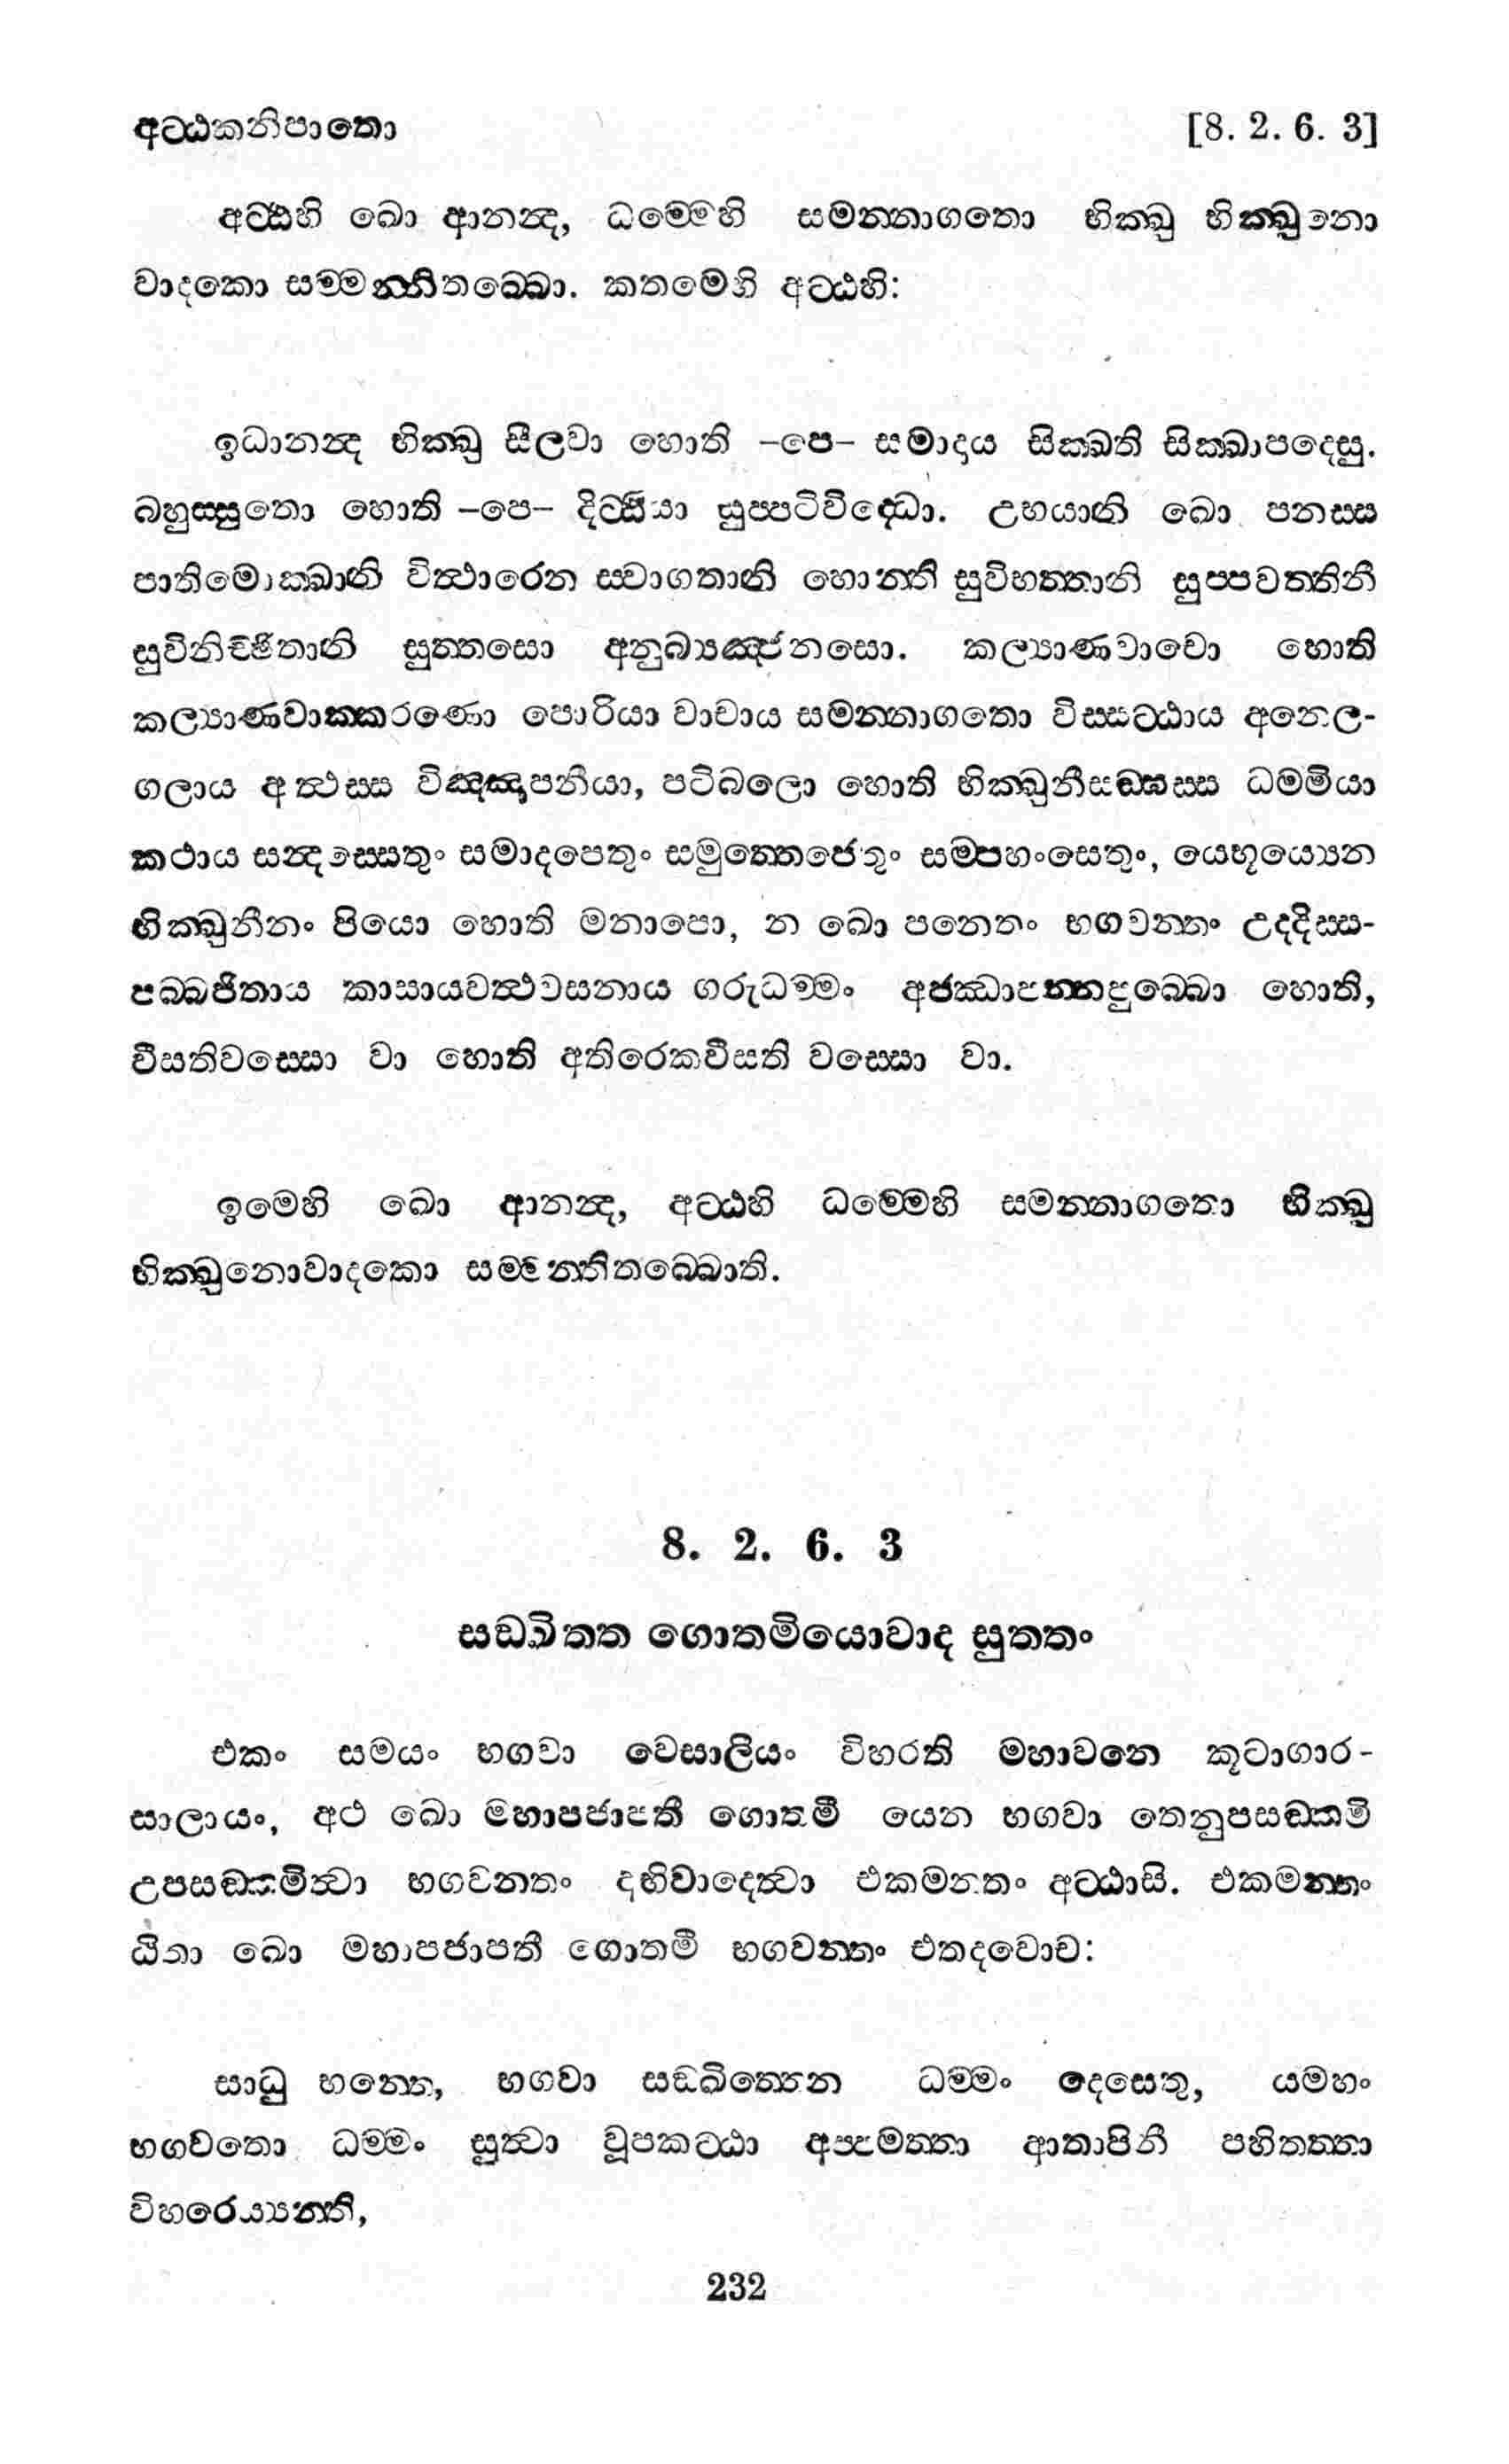 අට්ඨකනිපාතො [8. 2. 6. 3]
අට්ඨහි ඛො ආනන්ද, ධම්මෙහි සමන්නාගතො භික්ඛු භික්ඛුනො
වාදකො සම්මන්නිතබ්බො. කතමෙහි අට්ඨහි:
ඉධානන්ද භික්ඛු සීලවා හොති -පෙ- සමාදාය සික්ඛති සික්ඛාපදෙසු.
බහුස්සුතො හොති -පෙ- දිට්ඨියා සුප්පටිවිද්ධො. උභයානි ඛො පනස්ස
පාතිමොක්ඛානි විත්ථාරෙන ස්වාගතානි හොන්ති සුවිභත්තානි සුප්පවත්තිනී
සුවිනිච්ඡිතානි සුත්තසො අනුබ්‍යඤ්ජනසො. කල්‍යාණවාචො හොති
කල්‍යාණවාක්කරණො පොරියා වාචාය සමන්නාගතො විස්සට්ඨාය අනෙල-
ගලාය අත්ථස්ස විඤ්ඤාපනියා, පටිබලො හොති භික්ඛුනීසඞ්ඝස්ස ධම්මියා
කථාය සන්දස්සෙතුං සමාදපෙතුං සමුත්තෙජෙතුං සම්පහංසෙතුං, යෙභූය්‍යෙන
භික්ඛුනීනං පියො හොති මනාපො, න ඛො පනෙතං භගවන්තං උද්දිස්ස-
පබ්බජිතාය කාසායවත්ථවසනාය ගරුධම්මං අජ්ඣාපන්නපුබ්බො හොති,
වීසතිවස්සො වා හොති අතිරෙකවීසති වස්සො වා.
ඉමෙහි ඛො ආනන්ද, අට්ඨහි ධම්මෙහි සමන්නාගතො භික්ඛු
භික්ඛුනොවාදකො සම්මන්නිතබ්බොති.
8. 2. 6. 3
සඞ්ඛිත්ත ගොතමියොවාද සුත්තං
එකං සමයං භගවා වෙසාලියං විහරති මහාවනෙ කූටාගාර-
සාලායං, අථ ඛො මහාපජාපතී ගොතමී යෙන භගවා තෙනුපසඞ්කමි
උපසඞ්කමිත්වා භගවන්තං දභිවාදෙත්වා එකමන්තං අට්ඨාසි. එකමන්තං
ඨිතා ඛො මහාපජාපතී ගොතමී භගවන්තං එතදවොච:
සාධු භන්තෙ, භගවා සඞ්ඛිත්තෙන ධම්මං දෙසෙතු, යමහං
භගවතො ධම්මං සුත්වා වූපකට්ඨා අප්පමත්තා ආතාපිනී පහිතත්තා
විහරෙය්‍යන්ති,
232